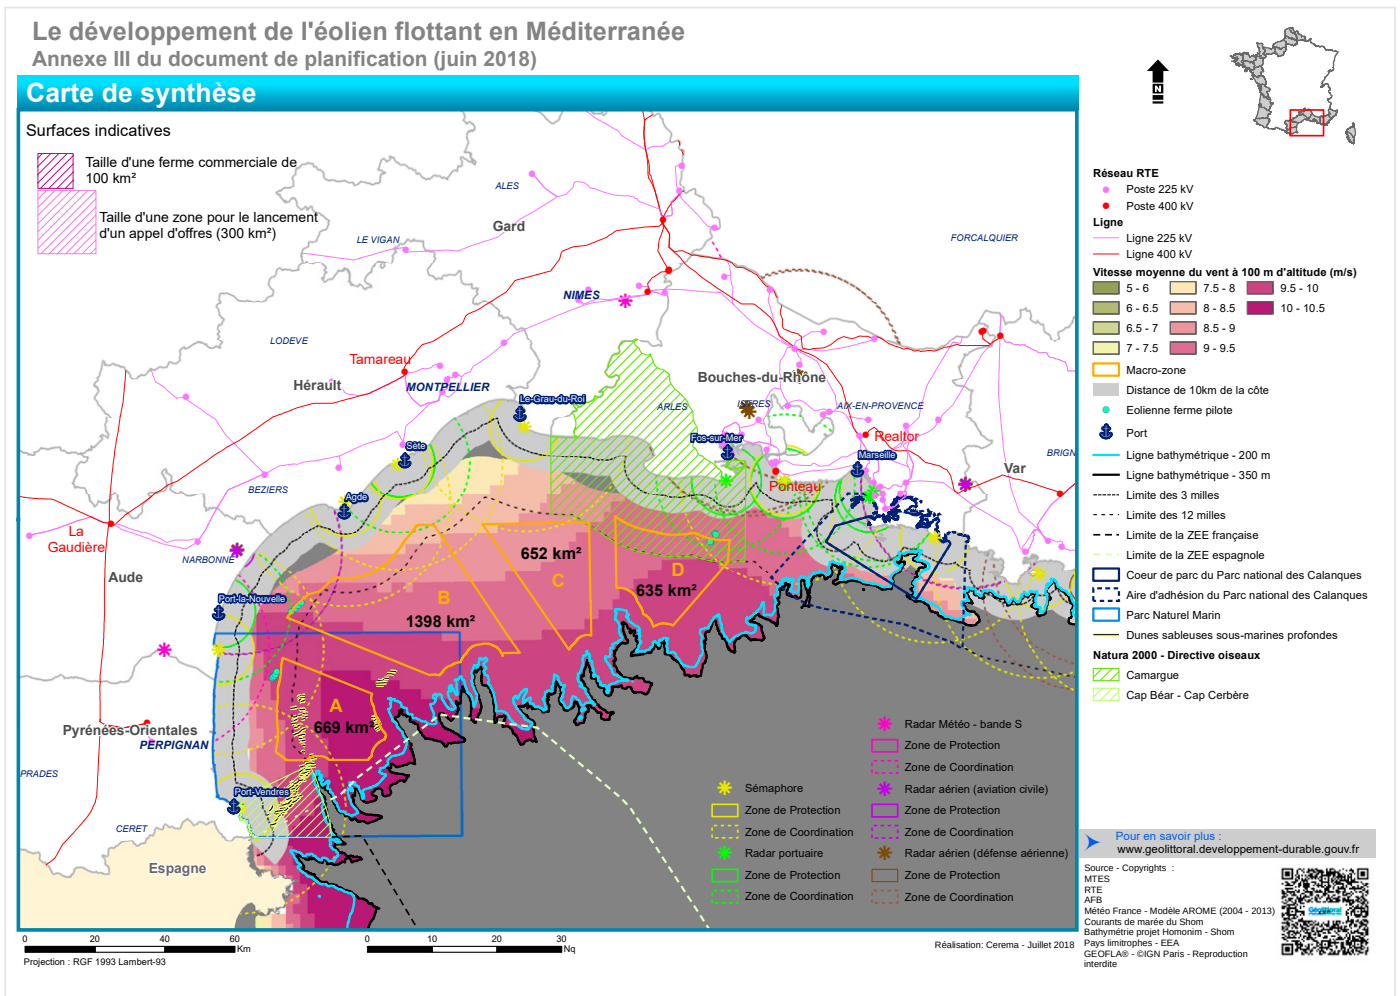 Le développement de l'éolien flottant en Méditerranée
Annexe III du document de planification (juin 2018)
Carte de synthèse
Surfaces indicatives
Taille d'une ferme commerciale de
100 km²
Taille d'une zone pour le lancement
d'un appel d'offres (300 km²)
ALES
Gard
LE VIGAN
FORCALQUIER
NIMES
LODEVE
Tamareau
Hérault
MONTPELLIER
Bouches-du-Rhône
Le-Grau-du-Roi
ARLES
ISTRES
AIX-EN-PROVENCE
Sète
Fos-sur-Mer
Realtor
Marseille
Var
BRIGN
Ponteau
BEZIERS
Agde
La
Gaudière
NARBONNE
Aude
Port-la-Nouvelle
652 km²
C
D
635 km²
B
1398 km²
A
669 km²
Pyrénées-Orientales
PERPIGNAN
PRADES
Port-Vendres
CERET
Espagne
Sémaphore
Zone de Protection
Zone de Coordination
Radar portuaire
Zone de Protection
Zone de Coordination
Radar Météo - bande S
Zone de Protection
Zone de Coordination
Radar aérien (aviation civile)
Zone de Protection
Zone de Coordination
Radar aérien (défense aérienne)
Zone de Protection
Zone de Coordination
0 20 40 60
Km
0 10 20 30
Nq
Projection : RGF 1993 Lambert-93
Réalisation: Cerema - Juillet 2018
N
Réseau RTE
Poste 225 kV
Poste 400 kV
Ligne
Ligne 225 kV
Ligne 400 kV
Vitesse moyenne du vent à 100 m d'altitude (m/s)
5 - 6 7.5 - 8 9.5 - 10
6 - 6.5 8 - 8.5 10 - 10.5
6.5 - 7 8.5 - 9
7 - 7.5 9 - 9.5
Macro-zone
Distance de 10km de la côte
Eolienne ferme pilote
Port
Ligne bathymétrique - 200 m
Ligne bathymétrique - 350 m
Limite des 3 milles
Limite des 12 milles
Limite de la ZEE française
Limite de la ZEE espagnole
Coeur de parc du Parc national des Calanques
Aire d'adhésion du Parc national des Calanques
Parc Naturel Marin
Dunes sableuses sous-marines profondes
Natura 2000 - Directive oiseaux
Camargue
Cap Béar - Cap Cerbère
Pour en savoir plus :
www.geolittoral.developpement-durable.gouv.fr
Source - Copyrights :
MTES
RTE
AFB
Météo France - Modèle AROME (2004 - 2013)
Courants de marée du Shom
Bathymétrie projet Homonim - Shom
Pays limitrophes - EEA
GEOFLA® - ©IGN Paris - Reproduction
interdite
Géolittoral